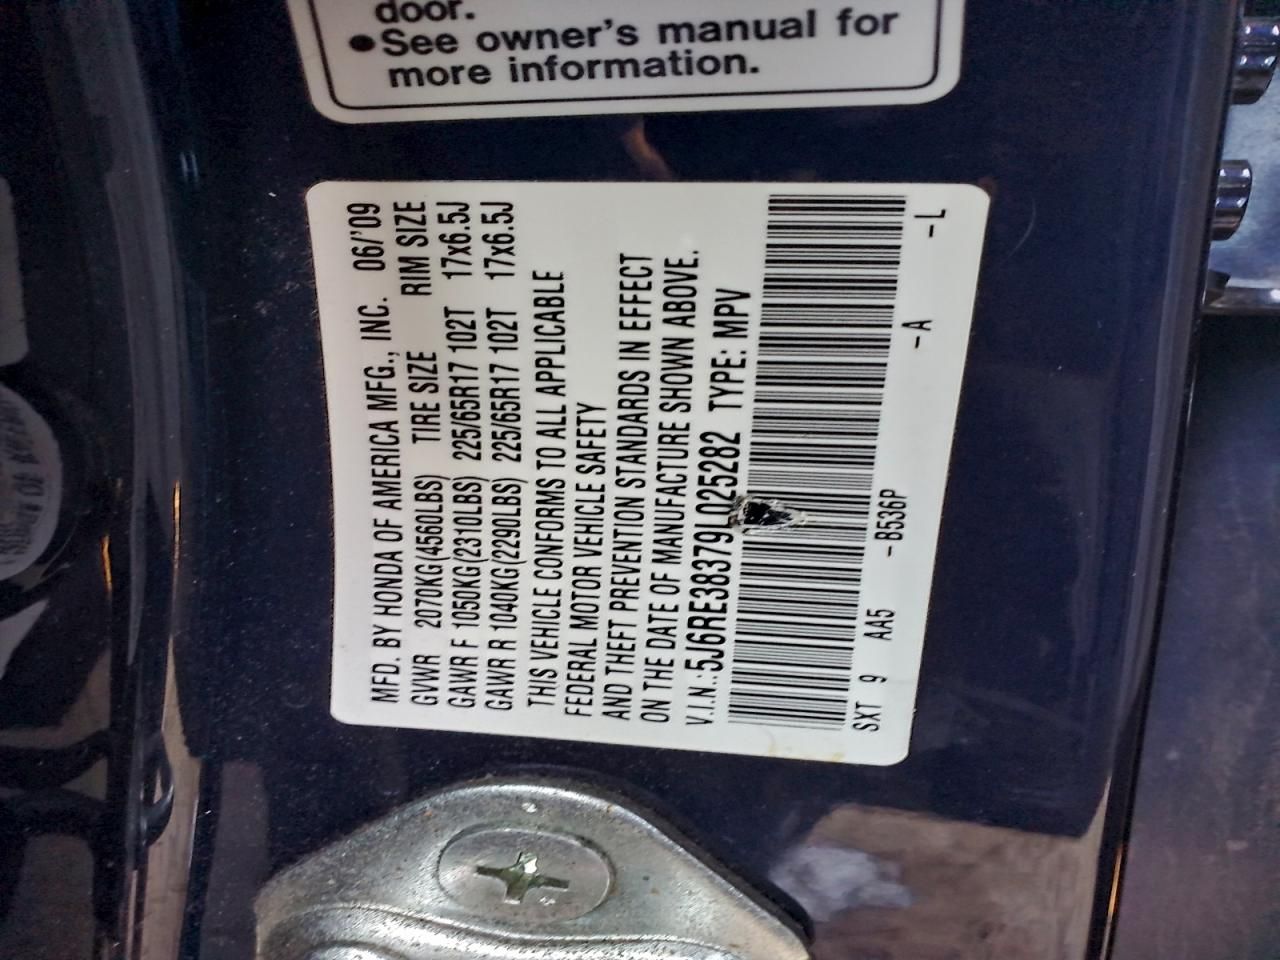 door.
●See owner's manual for
more information.
MFD. BY HONDA OF AMERICA MFG., INC. 06/'09
GVWR 2070KG(4560LBS) TIRE SIZE RIM SIZE
GAWR F 1050KG(2310LBS) 225/65R17 102T 17x6.5J
GAWR R 1040KG(2290LBS) 225/65R17 102T 17x6.5J
THIS VEHICLE CONFORMS TO ALL APPLICABLE
FEDERAL MOTOR VEHICLE SAFETY
AND THEFT PREVENTION STANDARDS IN EFFECT
ON THE DATE OF MANUFACTURE SHOWN ABOVE.
V.I.N.:5J6RE38379L025282 TYPE: MPV
SXT 9 AA5 -B536P -A -L